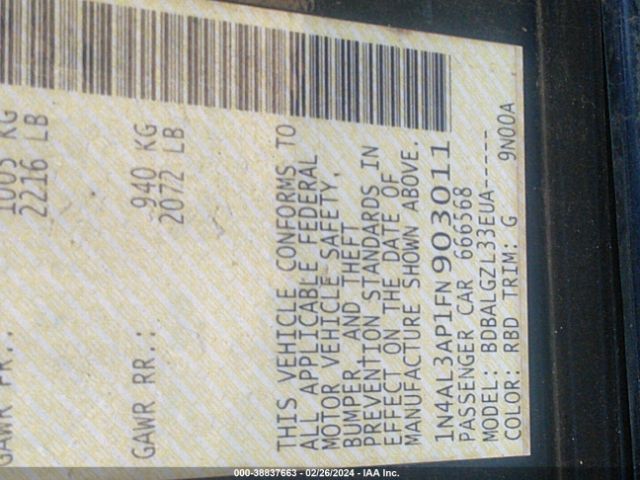 1005 KG
2216 LB
GAWR RR.: 940 KG
2072 LB
THIS VEHICLE CONFORMS TO
ALL APPLICABLE FEDERAL
MOTOR VEHICLE SAFETY,
BUMPER, AND THEFT
PREVENTION STANDARDS IN
EFFECT ON THE DATE OF
MANUFACTURE SHOWN ABOVE.
1N4AL3AP1FN903011
PASSENGER CAR 666568
MODEL: BDBALGZL33EUA-----
COLOR: RBD TRIM: G 9N00A
000-38837663 - 02/26/2024 - IAA Inc.